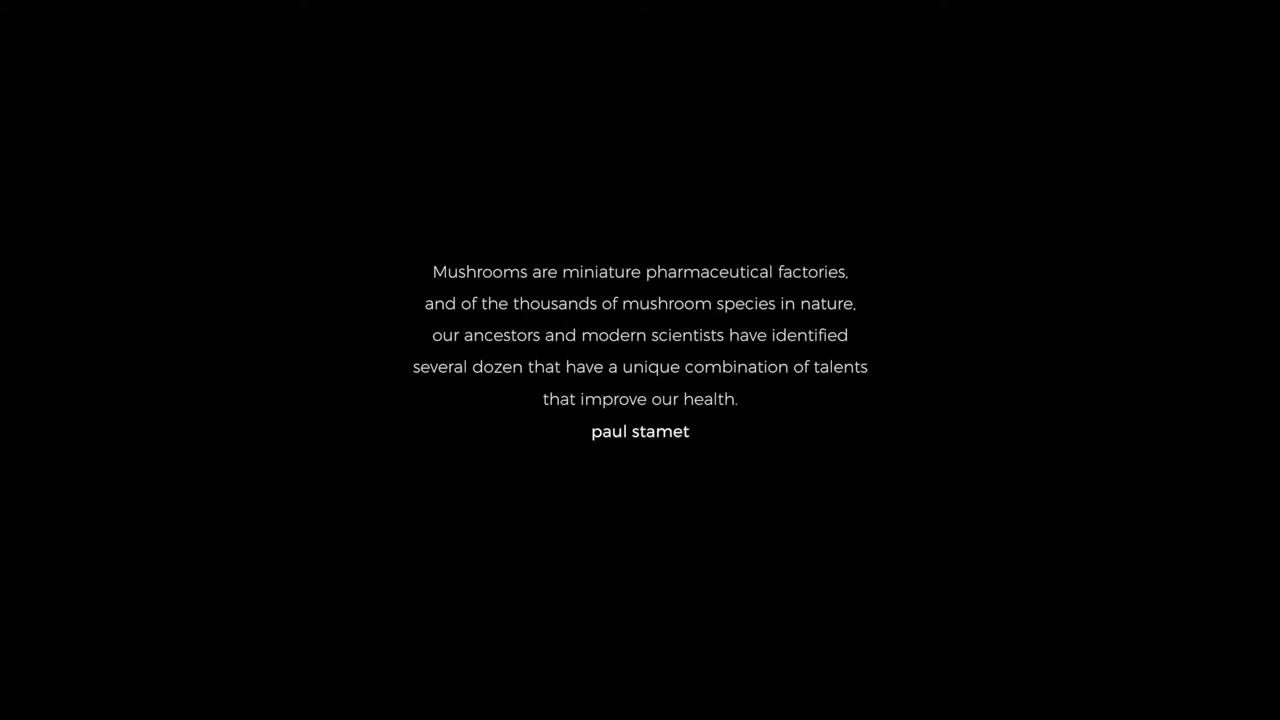 Mushrooms are miniature pharmaceutical factories,
and of the thousands of mushroom species in nature,
our ancestors and modern scientists have identified
several dozen that have a unique combination of talents
that improve our health.
paul stamet